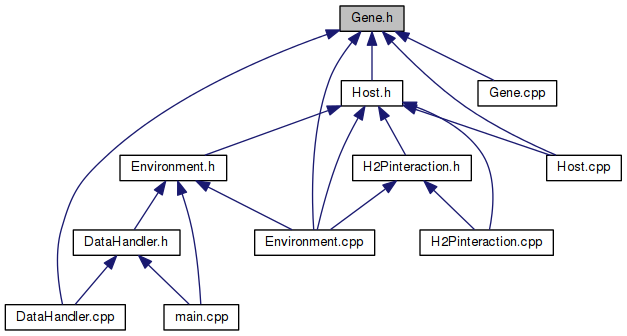 Gene.h
Host.h
Gene.cpp
Environment.h
H2Pinteraction.h
Host.cpp
DataHandler.h
Environment.cpp
H2Pinteraction.cpp
DataHandler.cpp
main.cpp